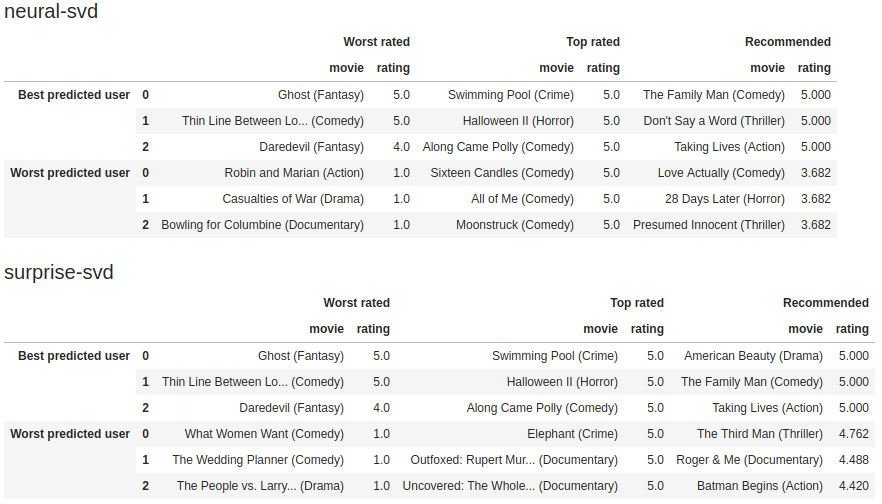 neural-svd
Worst rated Top rated Recommended
movie rating movie rating movie rating
Best predicted user 0 Ghost (Fantasy) 5.0 Swimming Pool (Crime) 5.0 The Family Man (Comedy) 5.000
1 Thin Line Between Lo... (Comedy) 5.0 Halloween II (Horror) 5.0 Don't Say a Word (Thriller) 5.000
2 Daredevil (Fantasy) 4.0 Along Came Polly (Comedy) 5.0 Taking Lives (Action) 5.000
Worst predicted user 0 Robin and Marian (Action) 1.0 Sixteen Candles (Comedy) 5.0 Love Actually (Comedy) 3.682
1 Casualties of War (Drama) 1.0 All of Me (Comedy) 5.0 28 Days Later (Horror) 3.682
2 Bowling for Columbine (Documentary) 1.0 Moonstruck (Comedy) 5.0 Presumed Innocent (Thriller) 3.682
surprise-svd
Worst rated Top rated Recommended
movie rating movie rating movie rating
Best predicted user 0 Ghost (Fantasy) 5.0 Swimming Pool (Crime) 5.0 American Beauty (Drama) 5.000
1 Thin Line Between Lo... (Comedy) 5.0 Halloween II (Horror) 5.0 The Family Man (Comedy) 5.000
2 Daredevil (Fantasy) 4.0 Along Came Polly (Comedy) 5.0 Taking Lives (Action) 5.000
Worst predicted user 0 What Women Want (Comedy) 1.0 Elephant (Crime) 5.0 The Third Man (Thriller) 4.762
1 The Wedding Planner (Comedy) 1.0 Outfoxed: Rupert Mur... (Documentary) 5.0 Roger & Me (Documentary) 4.488
2 The People vs. Larry... (Drama) 1.0 Uncovered: The Whole... (Documentary) 5.0 Batman Begins (Action) 4.420